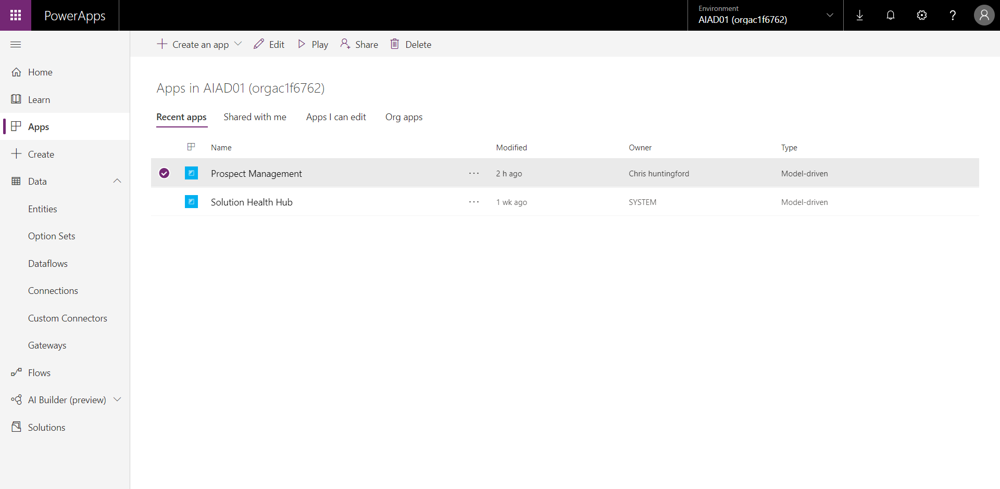 PowerApps
Environment
AIAD01 (orgac1f6762)
?
Create an app
Edit
Play
Share
Delete
Home
Learn
Apps
Create
Data
Entities
Option Sets
Dataflows
Connections
Custom Connectors
Gateways
Flows
AI Builder (preview)
Solutions
Apps in AIAD01 (orgac1f6762)
Recent apps Shared with me Apps I can edit Org apps
Name Modified Owner Type
Prospect Management ... 2 h ago Chris huntingford Model-driven
Solution Health Hub ... 1 wk ago SYSTEM Model-driven